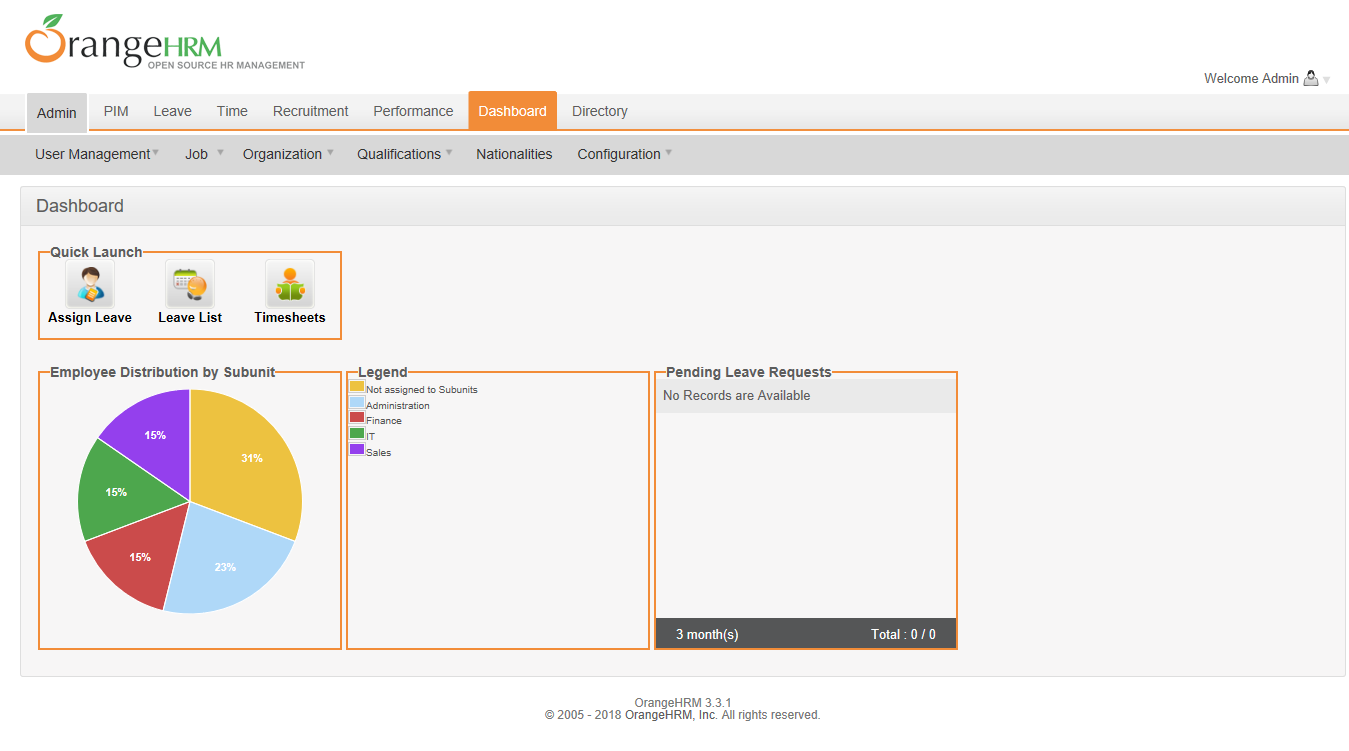 OrangeHRM
OPEN SOURCE HR MANAGEMENT
Welcome Admin
Admin PIM Leave Time Recruitment Performance Dashboard Directory
User Management Job Organization Qualifications Nationalities Configuration
Dashboard
Quick Launch
Assign Leave Leave List Timesheets
Employee Distribution by Subunit
15%
31%
15%
15%
23%
Legend
Not assigned to Subunits
Administration
Finance
IT
Sales
Pending Leave Requests
No Records are Available
3 month(s) Total : 0 / 0
OrangeHRM 3.3.1
© 2005 - 2018 OrangeHRM, Inc. All rights reserved.